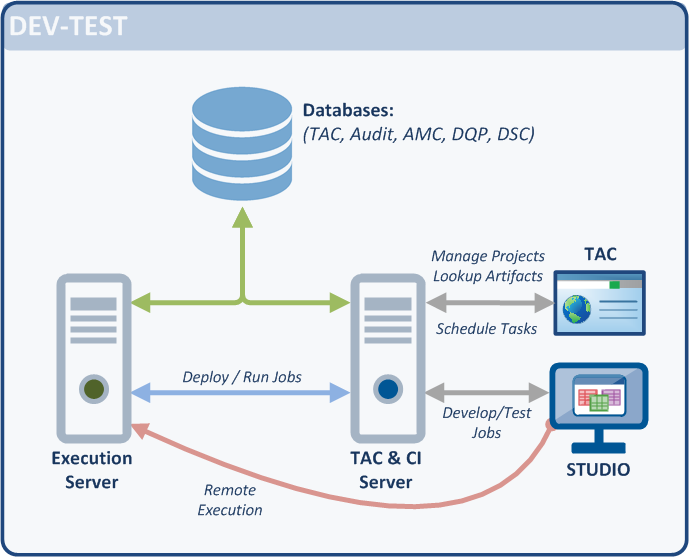 DEV-TEST
Databases:
(TAC, Audit, AMC, DQP, DSC)
Manage Projects
Lookup Artifacts
TAC
Schedule Tasks
Deploy / Run Jobs
Develop/Test
Jobs
Execution
Server
TAC & CI
Server
STUDIO
Remote
Execution